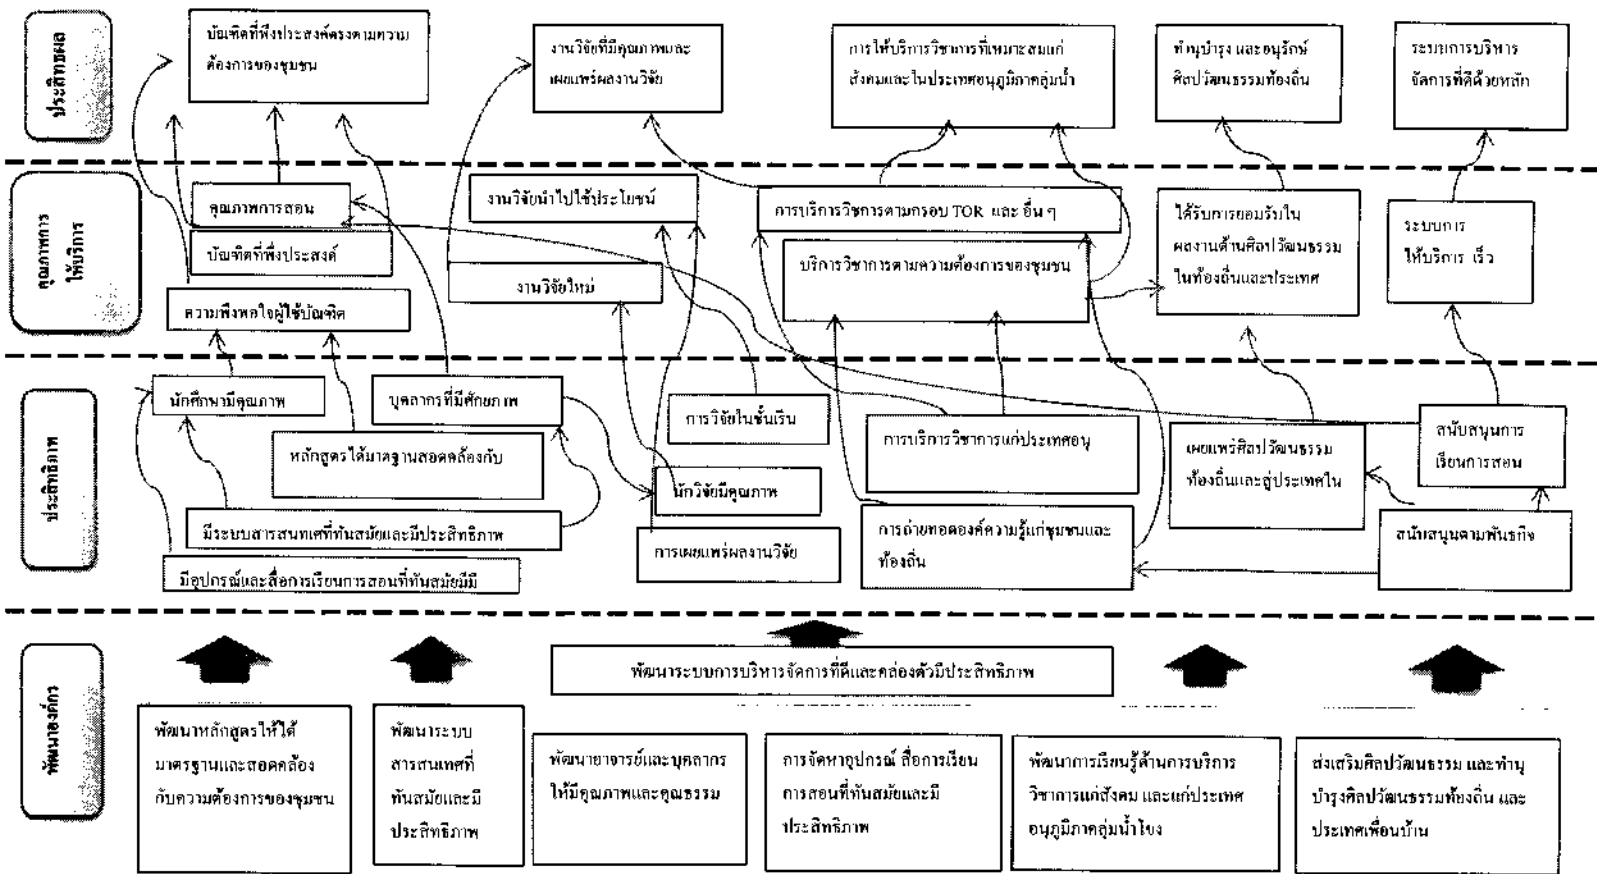 ประสิทธิผล
บัณฑิตที่พึงประสงค์ตรงตามความ
ต้องการของชุมชน
งานวิจัยที่มีคุณภาพและ
เผยแพร่ผลงานวิจัย
การให้บริการวิชาการที่เหมาะสมแก่
สังคมและในประเทศอนุภูมิภาคลุ่มน้ำ
ทำนุบำรุง และอนุรักษ์
ศิลปวัฒนธรรมท้องถิ่น
ระบบการบริหาร
จัดการที่ดีด้วยหลัก
คุณภาพการ
ให้บริการ
คุณภาพการสอน
บัณฑิตที่พึงประสงค์
ความพึงพอใจผู้ใช้บัณฑิต
งานวิจัยนำไปใช้ประโยชน์
งานวิจัยใหม่
การบริการวิชการตามกรอบ TOR และ อื่น ๆ
บริการวิชาการตามความต้องการของชุมชน
ได้รับการยอมรับใน
ผลงานด้านศิลปวัฒนธรรม
ในท้องถิ่นและประเทศ
ระบบการ
ให้บริการ เร็ว
ประสิทธิภาพ
นักศึกษามีคุณภาพ
บุคลากรที่มีศักยภาพ
หลักสูตรได้มาตฐานสอดคล้องกับ
มีระบบสารสนทเศที่ทันสมัยและมีประสิทธิภาพ
มีอุปกรณ์และสื่อการเรียนการสอนที่ทันสมัยมีมี
การวิจัยในชั้นเรีน
นักวิจัยมีคุณภาพ
การเผยแพร่ผลงานวิจัย
การบริการวิชาการแก่ประเทศอนุ
การถ่ายทอดองค์ความรู้แก่ชุมชนและ
ท้องถิ่น
เผยแพร่ศิลปวัฒนธรรม
ท้องถิ่นและสู่ประเทศใน
สนับสนุนการ
เรียนการสอน
สนับสนุนตามพันธกิจ
พัฒนาองค์กร
พัฒนาระบบการบริหารจัดการที่ดีและคล่องตัวมีประสิทธิภาพ
พัฒนาหลักสูตรให้ได้
มาตรฐานและสอดคล้อง
กับความต้องการของชุมชน
พัฒนาระบบ
สารสนเทศที่
ทันสมัยและมี
ประสิทธิภาพ
พัฒนาอาจารย์และบุคลากร
ให้มีคุณภาพและคุณธรรม
การจัดหาอุปกรณ์ สื่อการเรียน
การสอนที่ทันสมัยและมี
ประสิทธิภาพ
พัฒนาการเรียนรู้ด้านการบริการ
วิชาการแก่สังคม และแก่ประเทศ
อนุภูมิภาคลุ่มน้ำโขง
ส่งเสริมศิลปวัฒนธรรม และทำนุ
บำรุงศิลปวัฒนธรรมท้องถิ่น และ
ประเทศเพื่อนบ้าน